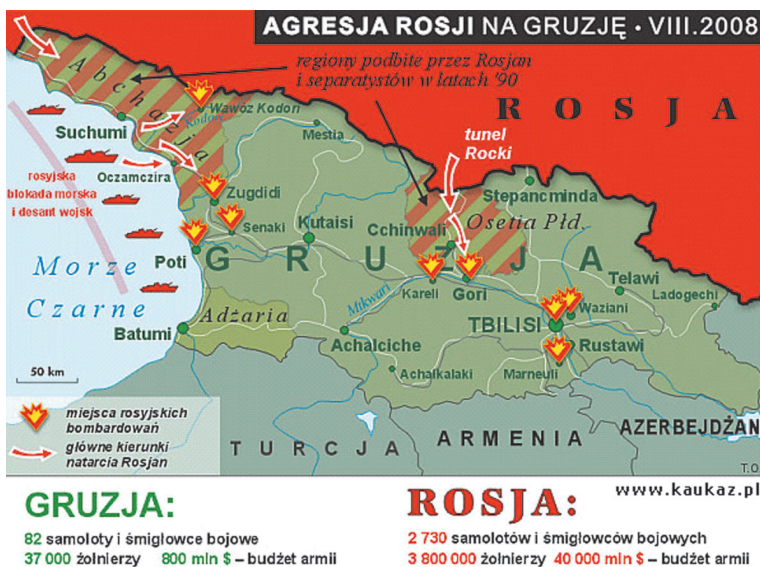 AGRESJA ROSJI NA GRUZJĘ · VIII.2008
regiony podbite przez Rosjan
i separatystów w latach '90
ROSJA
Abchazja
Wąwóz Kodori
Kodori
Suchumi
Mestia
tunel
Rocki
Oczamczira
rosyjska
blokada morska
i desant wojsk
Zugdidi
Stepancminda
Senaki
Kutaisi
Cchinwali
Osetia Płd.
Morze
Czarne
Poti
GRUZJA
Kareli
Gori
Telawi
Ladogechi
Mtkwari
Waziani
Batumi
Adżaria
TBILISI
Achalciche
Rustawi
50 km
Achalkalaki
Marneuli
miejsca rosyjskich
bombardowań
główne kierunki
natarcia Rosjan
TURCJA
ARMENIA
AZERBEJDŻAN
T.O
www.kaukaz.pl
GRUZJA:
82 samoloty i śmigłowce bojowe
37 000 żołnierzy 800 mln $ – budżet armii
ROSJA:
2 730 samolotów i śmigłowców bojowych
3 800 000 żołnierzy 40 000 mln $ – budżet armii